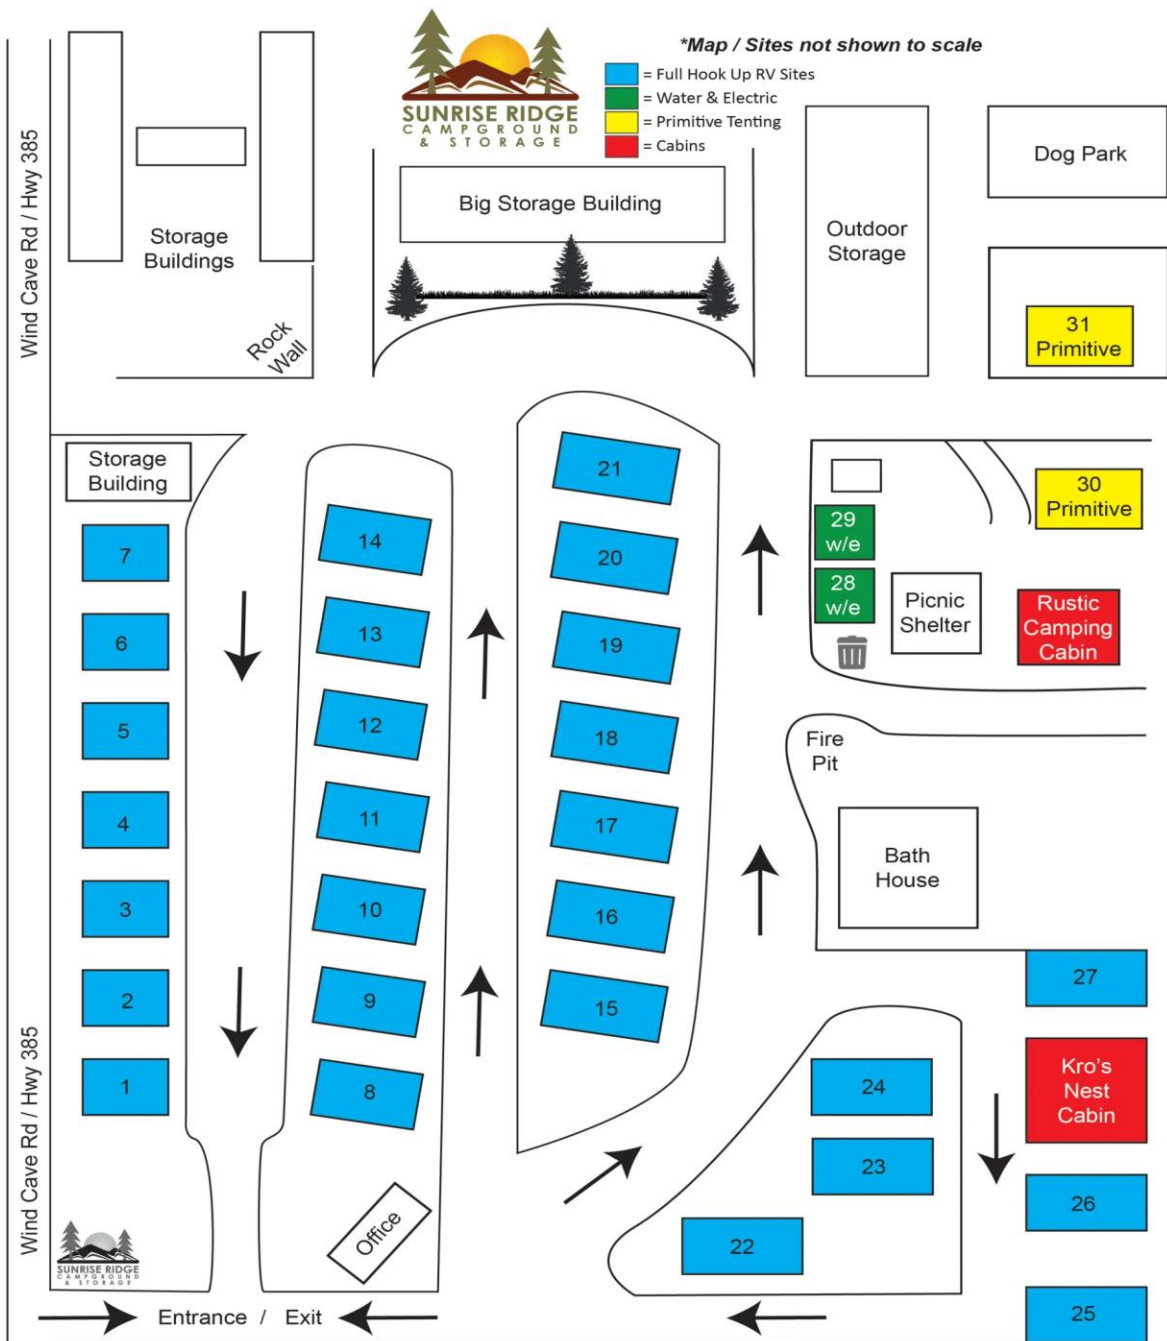 *Map / Sites not shown to scale
= Full Hook Up RV Sites
= Water & Electric
= Primitive Tenting
= Cabins
SUNRISE RIDGE
CAMPGROUND
& STORAGE
Wind Cave Rd / Hwy 385
Storage
Buildings
Rock
Wall
Big Storage Building
Outdoor
Storage
Dog Park
31
Primitive
Storage
Building
7
6
5
4
3
2
1
14
13
12
11
10
9
8
21
20
19
18
17
16
15
29
w/e
28
w/e
Picnic
Shelter
30
Primitive
Rustic
Camping
Cabin
Fire
Pit
Bath
House
27
Kro's
Nest
Cabin
26
25
24
23
22
Office
Wind Cave Rd / Hwy 385
SUNRISE RIDGE
CAMPGROUND
& STORAGE
Entrance / Exit